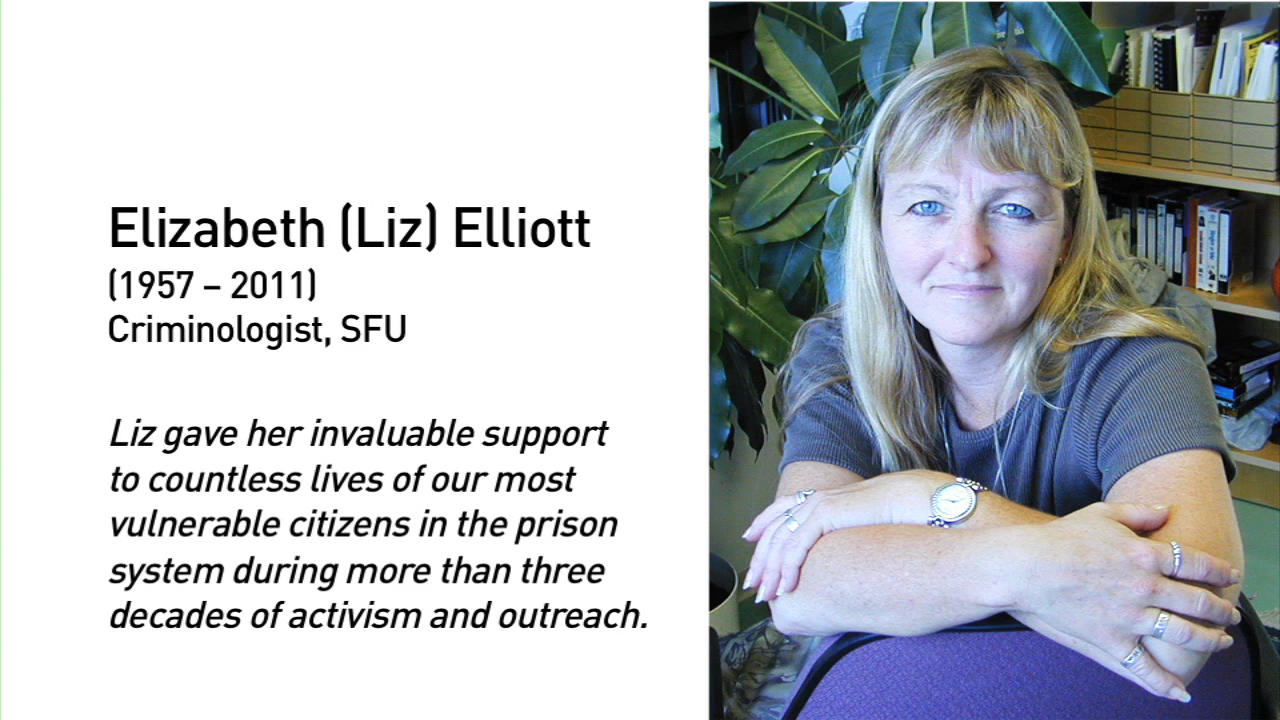 Elizabeth (Liz) Elliott
(1957 – 2011)
Criminologist, SFU
Liz gave her invaluable support
to countless lives of our most
vulnerable citizens in the prison
system during more than three
decades of activism and outreach.